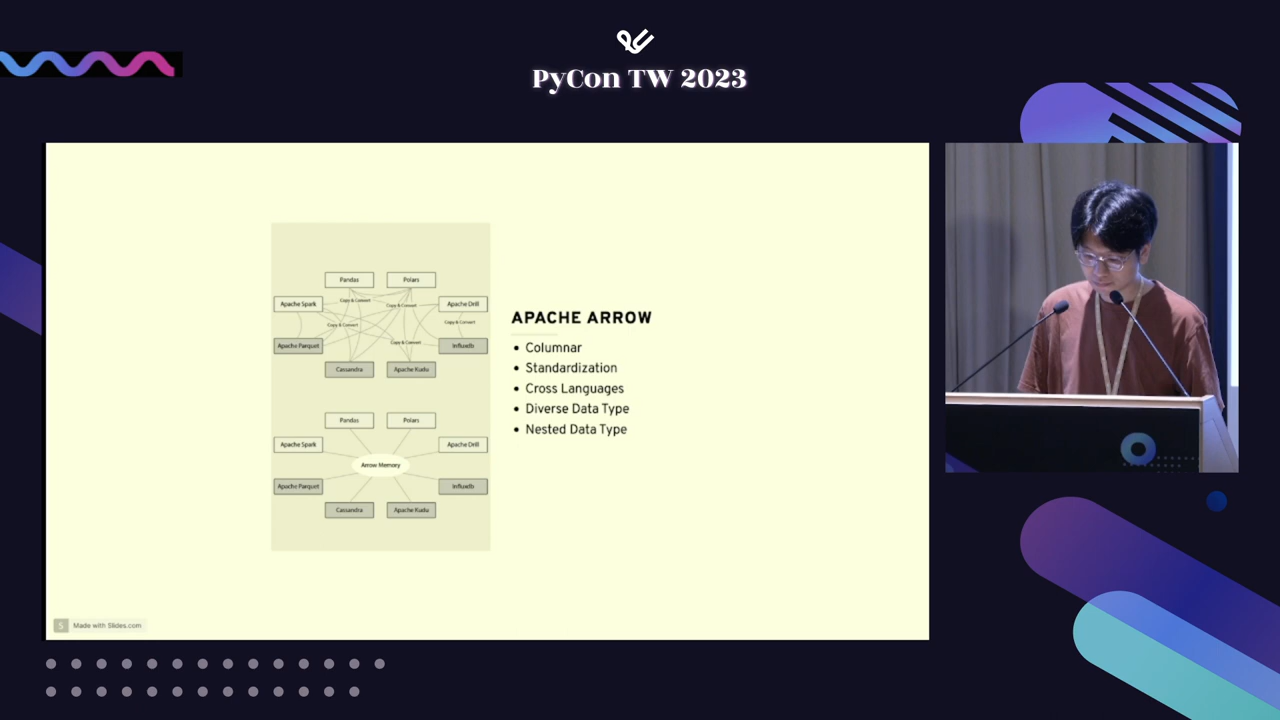 PyCon TW 2023
Pandas
Polars
Apache Spark
Copy & Convert
Copy & Convert
Apache Drill
Copy & Convert
Copy & Convert
Apache Parquet
Copy & Convert
Influxdb
Cassandra
Apache Kudu
Pandas
Polars
Apache Spark
Apache Drill
Arrow Memory
Apache Parquet
Influxdb
Cassandra
Apache Kudu
APACHE ARROW
• Columnar
• Standardization
• Cross Languages
• Diverse Data Type
• Nested Data Type
S Made with Slides.com